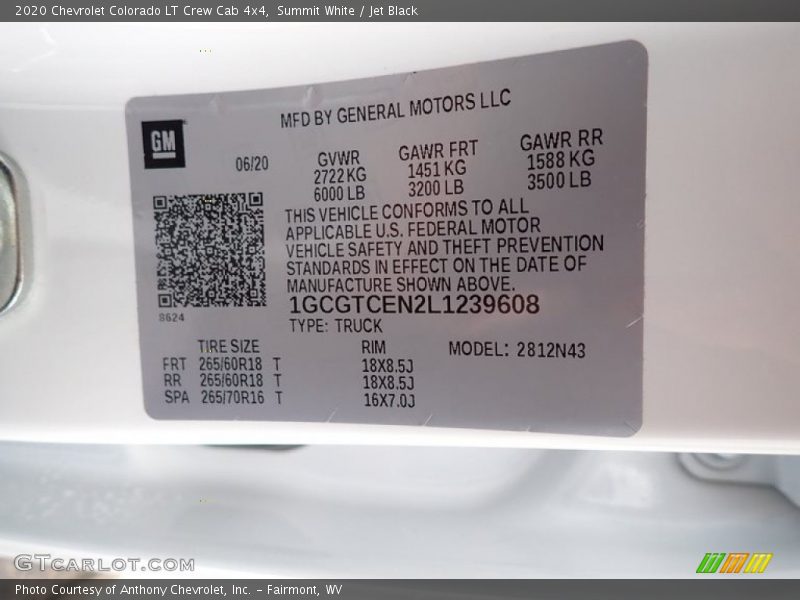 2020 Chevrolet Colorado LT Crew Cab 4x4, Summit White / Jet Black
MFD BY GENERAL MOTORS LLC
GM
06/20
GVWR GAWR FRT GAWR RR
2722 KG 1451 KG 1588 KG
6000 LB 3200 LB 3500 LB
THIS VEHICLE CONFORMS TO ALL
APPLICABLE U.S. FEDERAL MOTOR
VEHICLE SAFETY AND THEFT PREVENTION
STANDARDS IN EFFECT ON THE DATE OF
MANUFACTURE SHOWN ABOVE.
8624
1GCGTCEN2L1239608
TYPE: TRUCK
TIRE SIZE RIM MODEL: 2812N43
FRT 265/60R18 T 18X8.5J
RR 265/60R18 T 18X8.5J
SPA 265/70R16 T 16X7.0J
GTCARLOT.COM
Photo Courtesy of Anthony Chevrolet, Inc. - Fairmont, WV